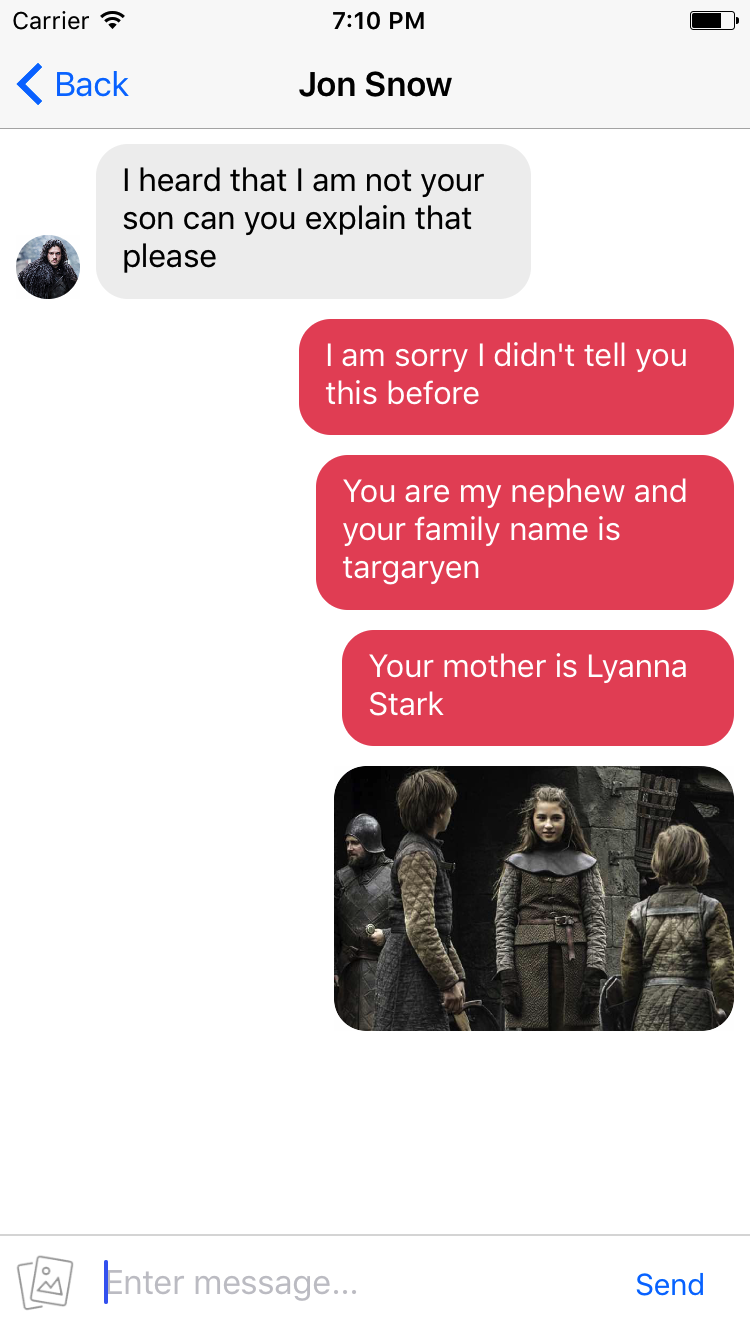 Carrier 7:10 PM
Back Jon Snow
I heard that I am not your
son can you explain that
please
I am sorry I didn't tell you
this before
You are my nephew and
your family name is
targaryen
Your mother is Lyanna
Stark
Enter message... Send